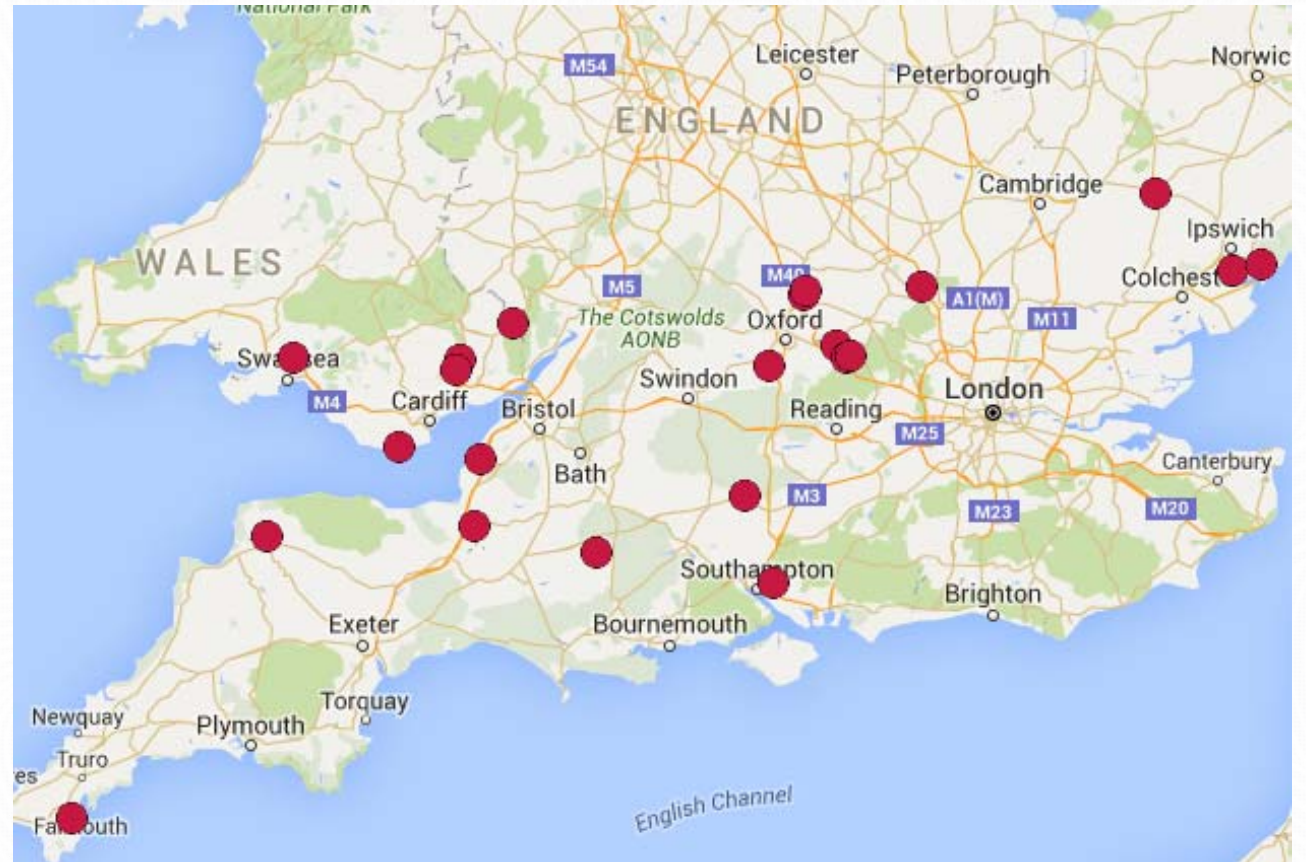 National Park
Leicester
Norwic
M54
Peterborough
ENGLAND
Cambridge
Ipswich
WALES
M40
Colchest
M5
A1(M)
The Cotswolds
AONB
Oxford
M11
Swansea
Swindon
London
M4
Cardiff
Bristol
Reading
M25
Bath
Canterbury
M3
M23
M20
Southampton
Exeter
Bournemouth
Brighton
Torquay
Newquay
Plymouth
Truro
es
Falmouth
English Channel